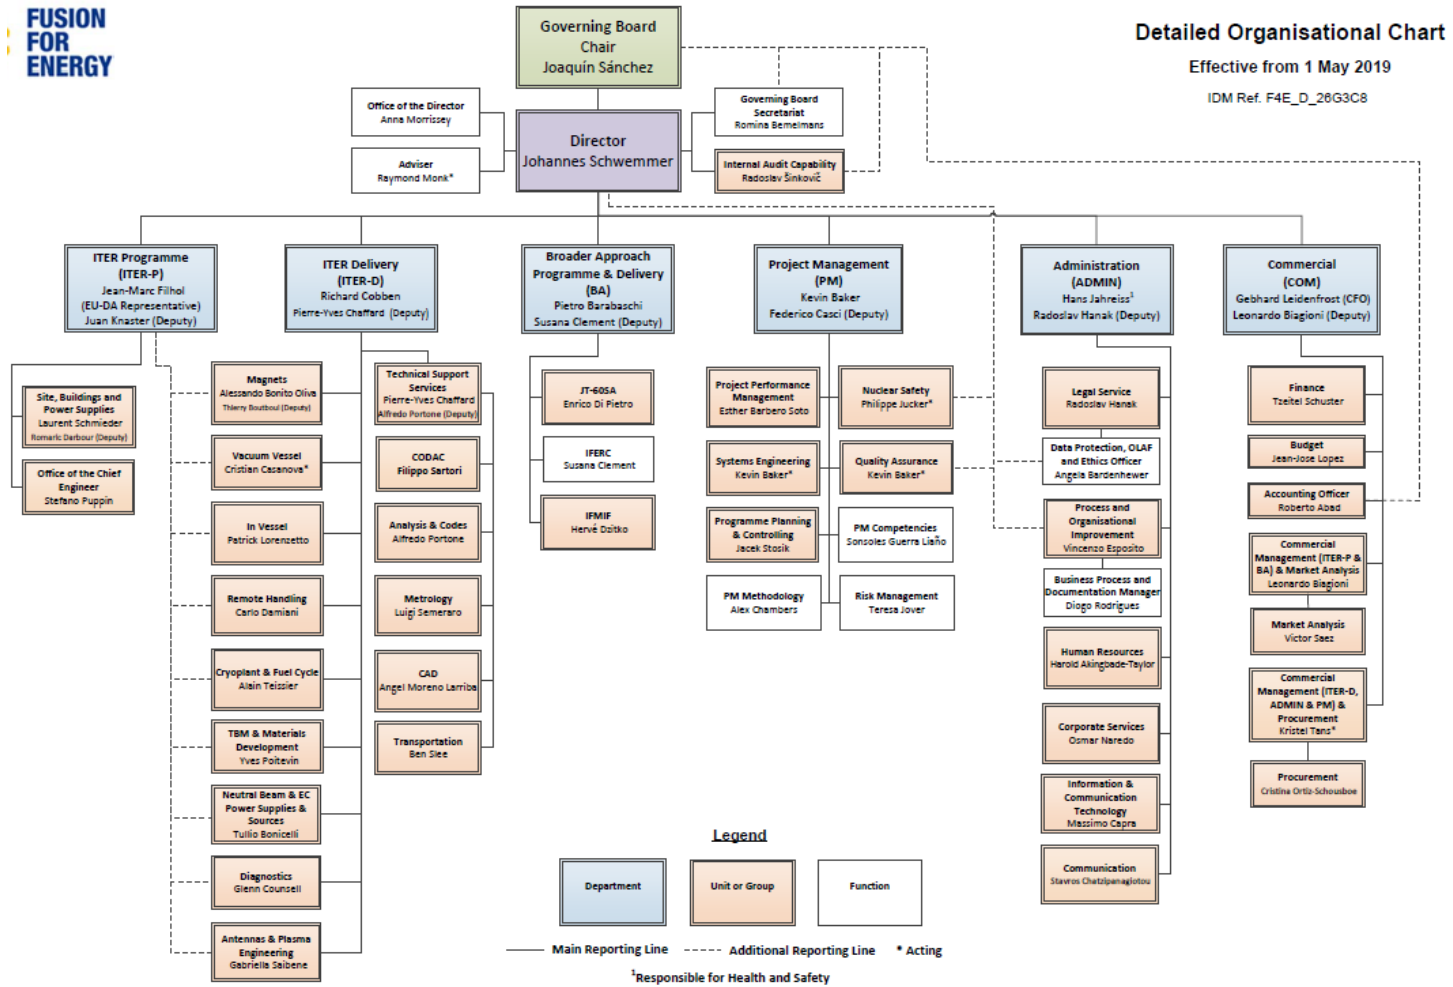 FUSION
FOR
ENERGY
Detailed Organisational Chart
Effective from 1 May 2019
IDM Ref. F4E_D_26G3C8
Governing Board
Chair
Joaquín Sánchez
Office of the Director
Anna Morrissey
Adviser
Raymond Monk*
Director
Johannes Schwemmer
Governing Board
Secretariat
Romina Bemelmans
Internal Audit Capability
Radoslav Šinkovič
ITER Programme
(ITER-P)
Jean-Marc Filhol
(EU-DA Representative)
Juan Knaster (Deputy)
ITER Delivery
(ITER-D)
Richard Cobben
Pierre-Yves Chaffard (Deputy)
Broader Approach
Programme & Delivery
(BA)
Pietro Barabaschi
Susana Clement (Deputy)
Project Management
(PM)
Kevin Baker
Federico Casci (Deputy)
Administration
(ADMIN)
Hans Jahreiss¹
Radoslav Hanak (Deputy)
Commercial
(COM)
Gebhard Leidenfrost (CFO)
Leonardo Biagioni (Deputy)
Site, Buildings and
Power Supplies
Laurent Schmieder
Romaric Darbour (Deputy)
Office of the Chief
Engineer
Stefano Puppin
Magnets
Alessando Bonito Oliva
Thierry Boutboul (Deputy)
Vacuum Vessel
Cristian Casanova*
In Vessel
Patrick Lorenzetto
Remote Handling
Carlo Damiani
Cryoplant & Fuel Cycle
Alain Teissier
TBM & Materials
Development
Yves Poitevin
Neutral Beam & EC
Power Supplies &
Sources
Tullio Bonicelli
Diagnostics
Glenn Counsell
Antennas & Plasma
Engineering
Gabriella Saibene
Technical Support
Services
Pierre-Yves Chaffard
Alfredo Portone (Deputy)
CODAC
Filippo Sartori
Analysis & Codes
Alfredo Portone
Metrology
Luigi Semeraro
CAD
Angel Moreno Larriba
Transportation
Ben Slee
JT-60SA
Enrico Di Pietro
IFERC
Susana Clement
IFMIF
Hervé Dzitko
Project Performance
Management
Esther Barbero Soto
Systems Engineering
Kevin Baker*
Programme Planning
& Controlling
Jacek Stosik
PM Methodology
Alex Chambers
Nuclear Safety
Philippe Jucker*
Quality Assurance
Kevin Baker*
PM Competencies
Sonsoles Guerra Liaño
Risk Management
Teresa Jover
Legal Service
Radoslav Hanak
Data Protection, OLAF
and Ethics Officer
Angela Bardenhewer
Process and
Organisational
Improvement
Vincenzo Esposito
Business Process and
Documentation Manager
Diogo Rodrigues
Human Resources
Harold Akingbade-Taylor
Corporate Services
Osmar Naredo
Information &
Communication
Technology
Massimo Capra
Communication
Stavros Chatzipanagiotou
Finance
Tzeitel Schuster
Budget
Jean-Jose Lopez
Accounting Officer
Roberto Abad
Commercial
Management (ITER-P &
BA) & Market Analysis
Leonardo Biagioni
Market Analysis
Victor Saez
Commercial
Management (ITER-D,
ADMIN & PM) &
Procurement
Kristel Tans*
Procurement
Cristina Ortiz-Schousboe
Legend
Department
Unit or Group
Function
Main Reporting Line
Additional Reporting Line
* Acting
¹Responsible for Health and Safety